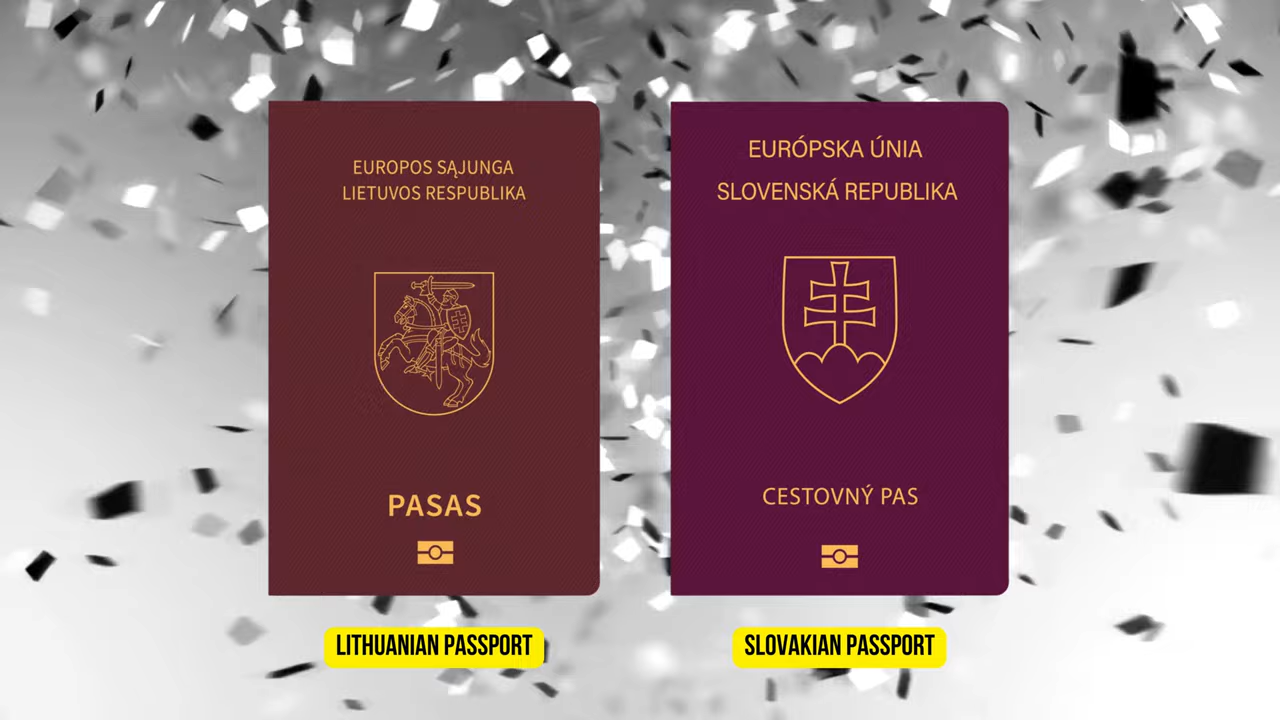 EUROPOS SĄJUNGA
LIETUVOS RESPUBLIKA
PASAS
LITHUANIAN PASSPORT
EURÓPSKA ÚNIA
SLOVENSKÁ REPUBLIKA
CESTOVNÝ PAS
SLOVAKIAN PASSPORT